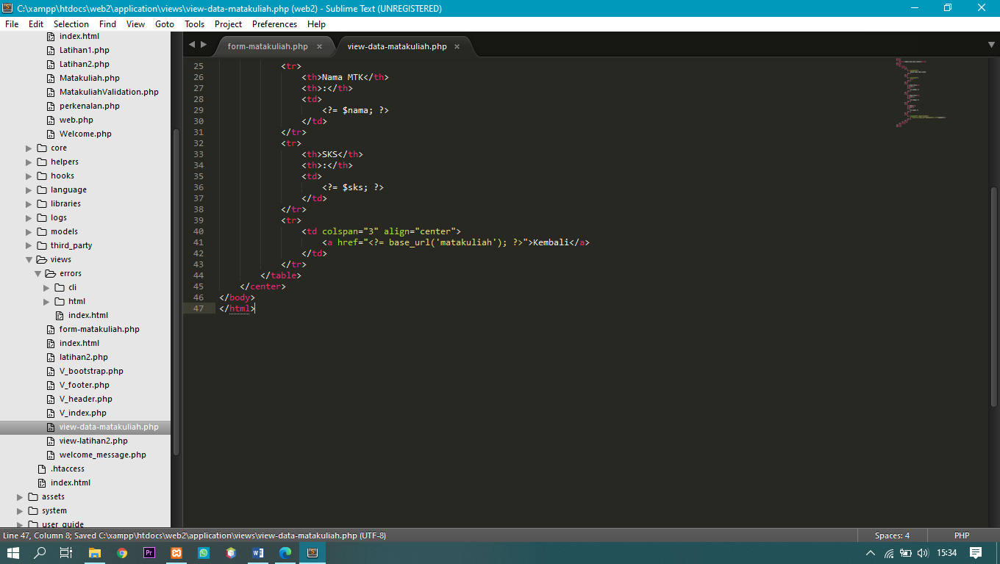 C:\xampp\htdocs\web2\application\views\view-data-matakuliah.php (web2) - Sublime Text (UNREGISTERED)
File Edit Selection Find View Goto Tools Project Preferences Help
index.html
Latihan1.php
Latihan2.php
Matakuliah.php
MatakuliahValidation.php
perkenalan.php
web.php
Welcome.php
core
helpers
hooks
language
libraries
logs
models
third_party
views
errors
cli
html
index.html
form-matakuliah.php
index.html
latihan2.php
V_bootstrap.php
V_footer.php
V_header.php
V_index.php
view-data-matakuliah.php
view-latihan2.php
welcome_message.php
.htaccess
index.html
assets
system
user_guide
form-matakuliah.php × view-data-matakuliah.php ×
25 <tr>
26 <th>Nama MTK</th>
27 <th>:</th>
28 <td>
29 <?= $nama; ?>
30 </td>
31 </tr>
32 <tr>
33 <th>SKS</th>
34 <th>:</th>
35 <td>
36 <?= $sks; ?>
37 </td>
38 </tr>
39 <tr>
40 <td colspan="3" align="center">
41 <a href="<?= base_url('matakuliah'); ?>">Kembali</a>
42 </td>
43 </tr>
44 </table>
45 </center>
46 </body>
47 </html>
Line 47, Column 8; Saved C:\xampp\htdocs\web2\application\views\view-data-matakuliah.php (UTF-8) Spaces: 4 PHP
Pr
15:34